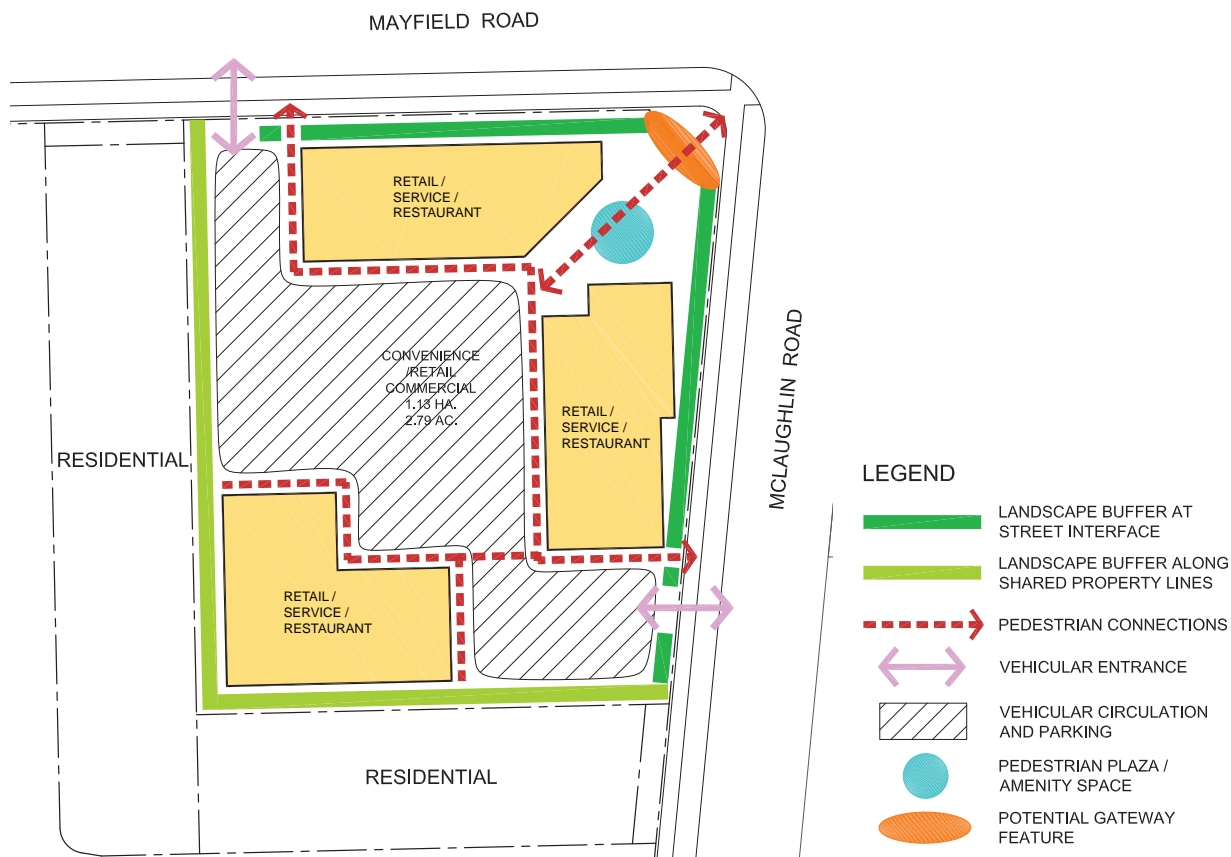 MAYFIELD ROAD
RETAIL /
SERVICE /
RESTAURANT
CONVENIENCE
/RETAIL
COMMERCIAL
1.13 HA.
2.79 AC.
RETAIL /
SERVICE /
RESTAURANT
MCLAUGHLIN ROAD
RESIDENTIAL
RETAIL /
SERVICE /
RESTAURANT
RESIDENTIAL
LEGEND
LANDSCAPE BUFFER AT
STREET INTERFACE
LANDSCAPE BUFFER ALONG
SHARED PROPERTY LINES
PEDESTRIAN CONNECTIONS
VEHICULAR ENTRANCE
VEHICULAR CIRCULATION
AND PARKING
PEDESTRIAN PLAZA /
AMENITY SPACE
POTENTIAL GATEWAY
FEATURE